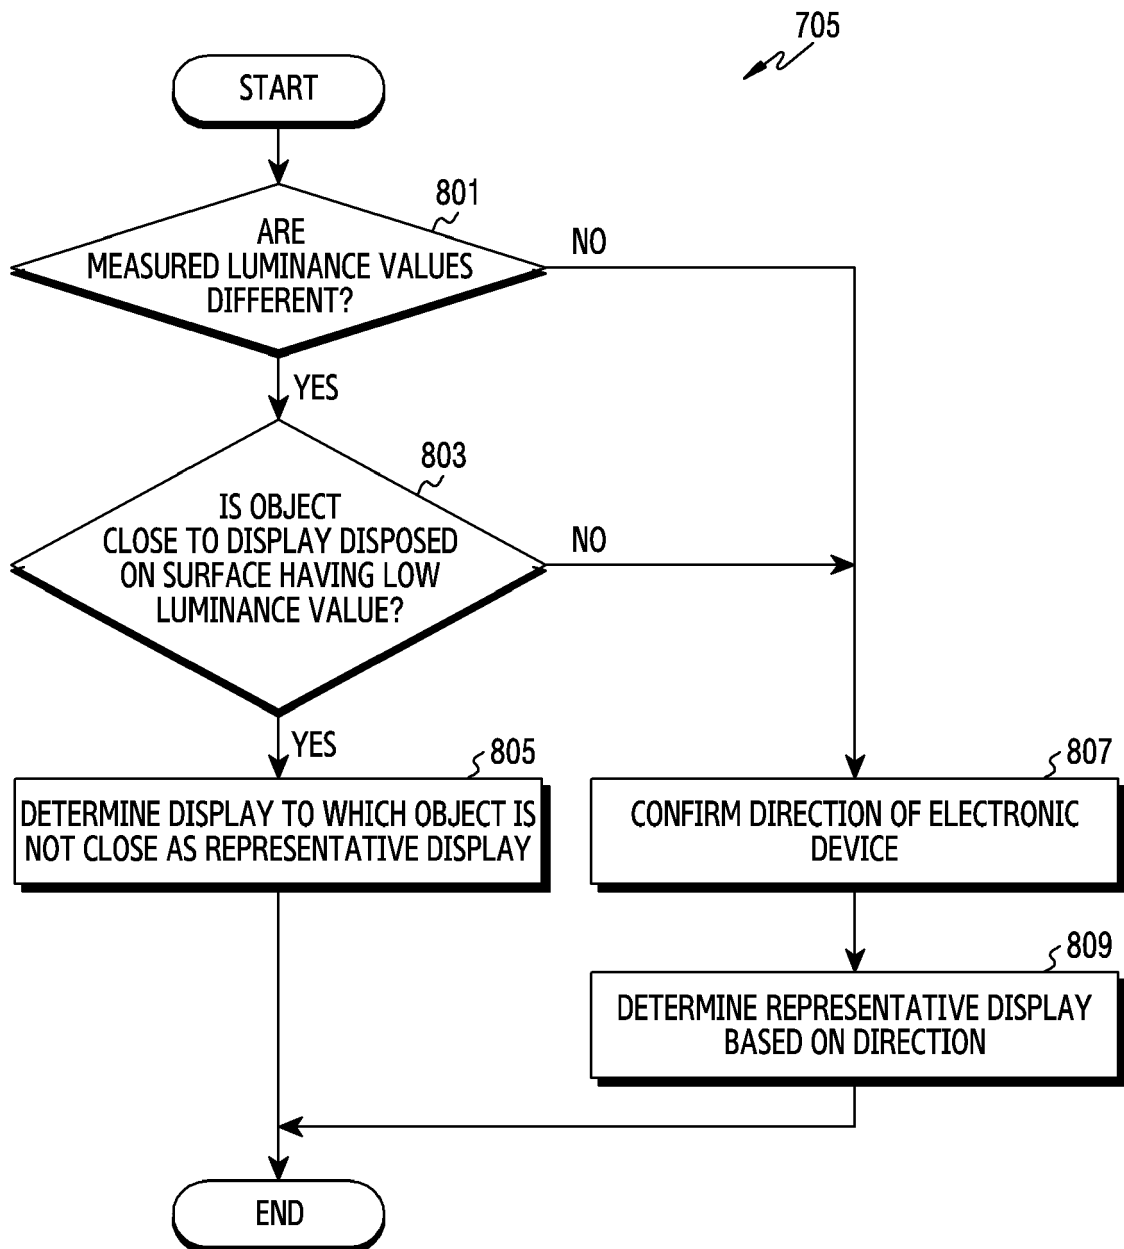 705
START
801
ARE
MEASURED LUMINANCE VALUES
DIFFERENT?
NO
YES
803
IS OBJECT
CLOSE TO DISPLAY DISPOSED
ON SURFACE HAVING LOW
LUMINANCE VALUE?
NO
YES
805
DETERMINE DISPLAY TO WHICH OBJECT IS
NOT CLOSE AS REPRESENTATIVE DISPLAY
807
CONFIRM DIRECTION OF ELECTRONIC
DEVICE
809
DETERMINE REPRESENTATIVE DISPLAY
BASED ON DIRECTION
END